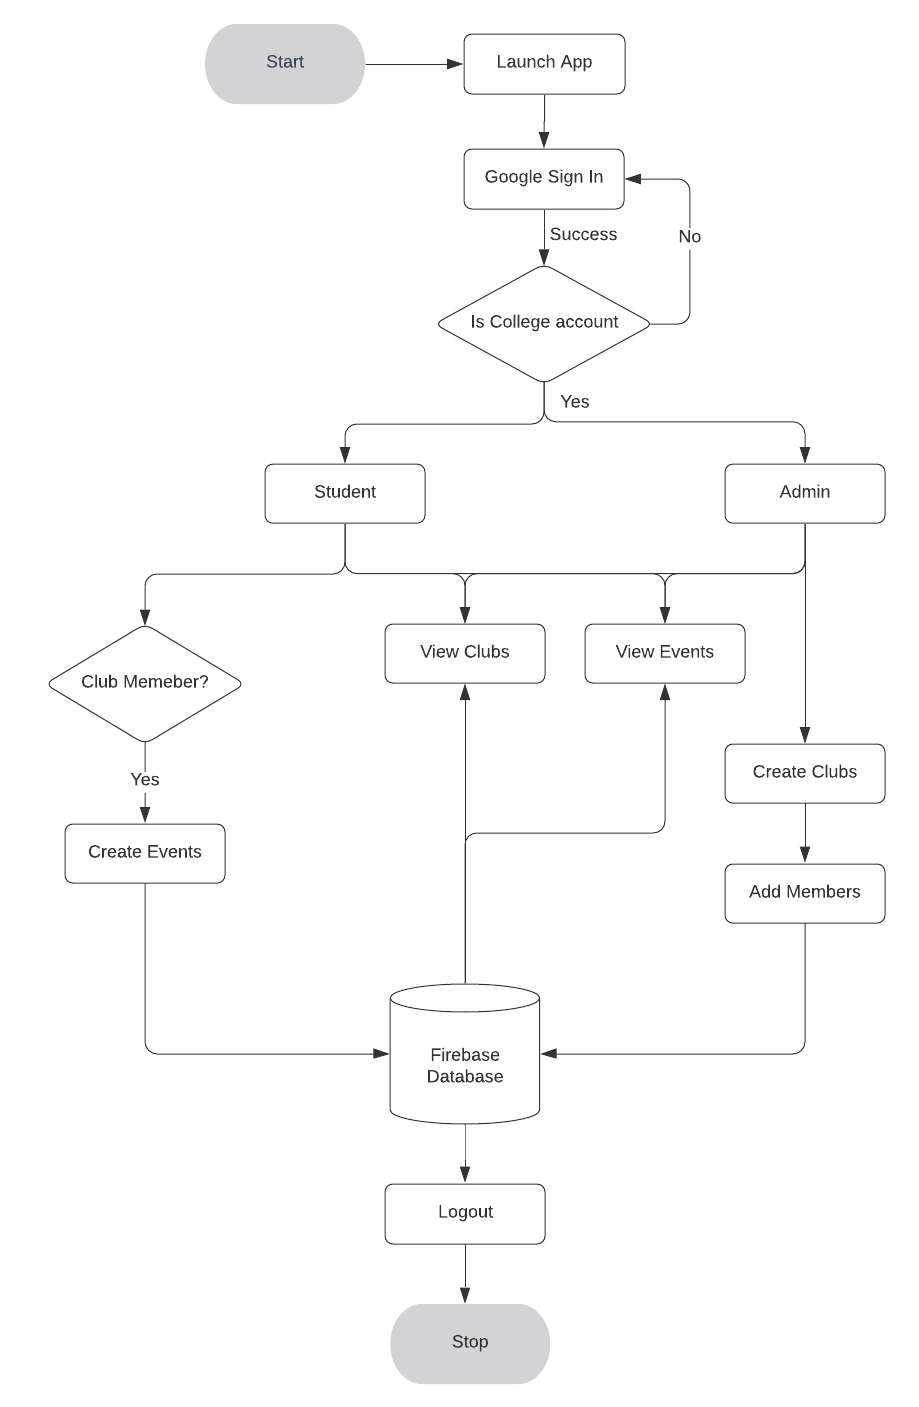 Start
Launch App
Google Sign In
Success
No
Is College account
Yes
Student
Admin
View Clubs
View Events
Club Memeber?
Yes
Create Clubs
Create Events
Add Members
Firebase
Database
Logout
Stop